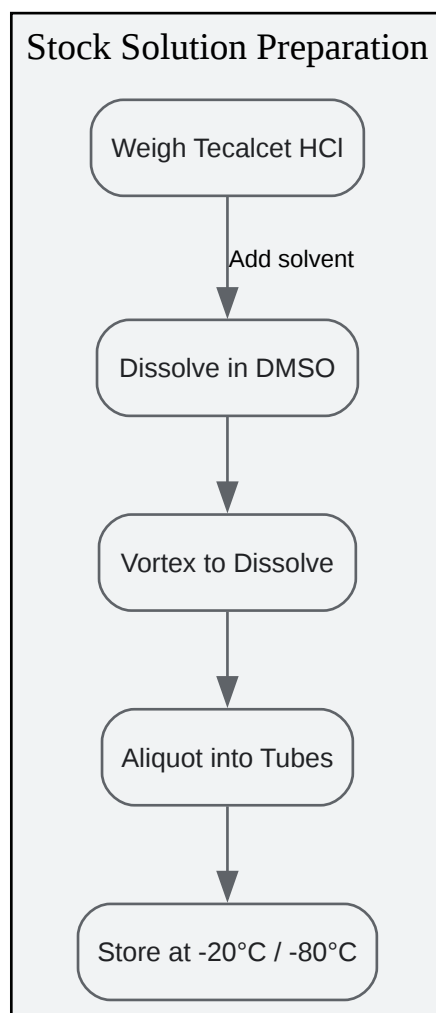 Stock Solution Preparation
Weigh Tecalcet HCl
Add solvent
Dissolve in DMSO
Vortex to Dissolve
Aliquot into Tubes
Store at -20°C / -80°C